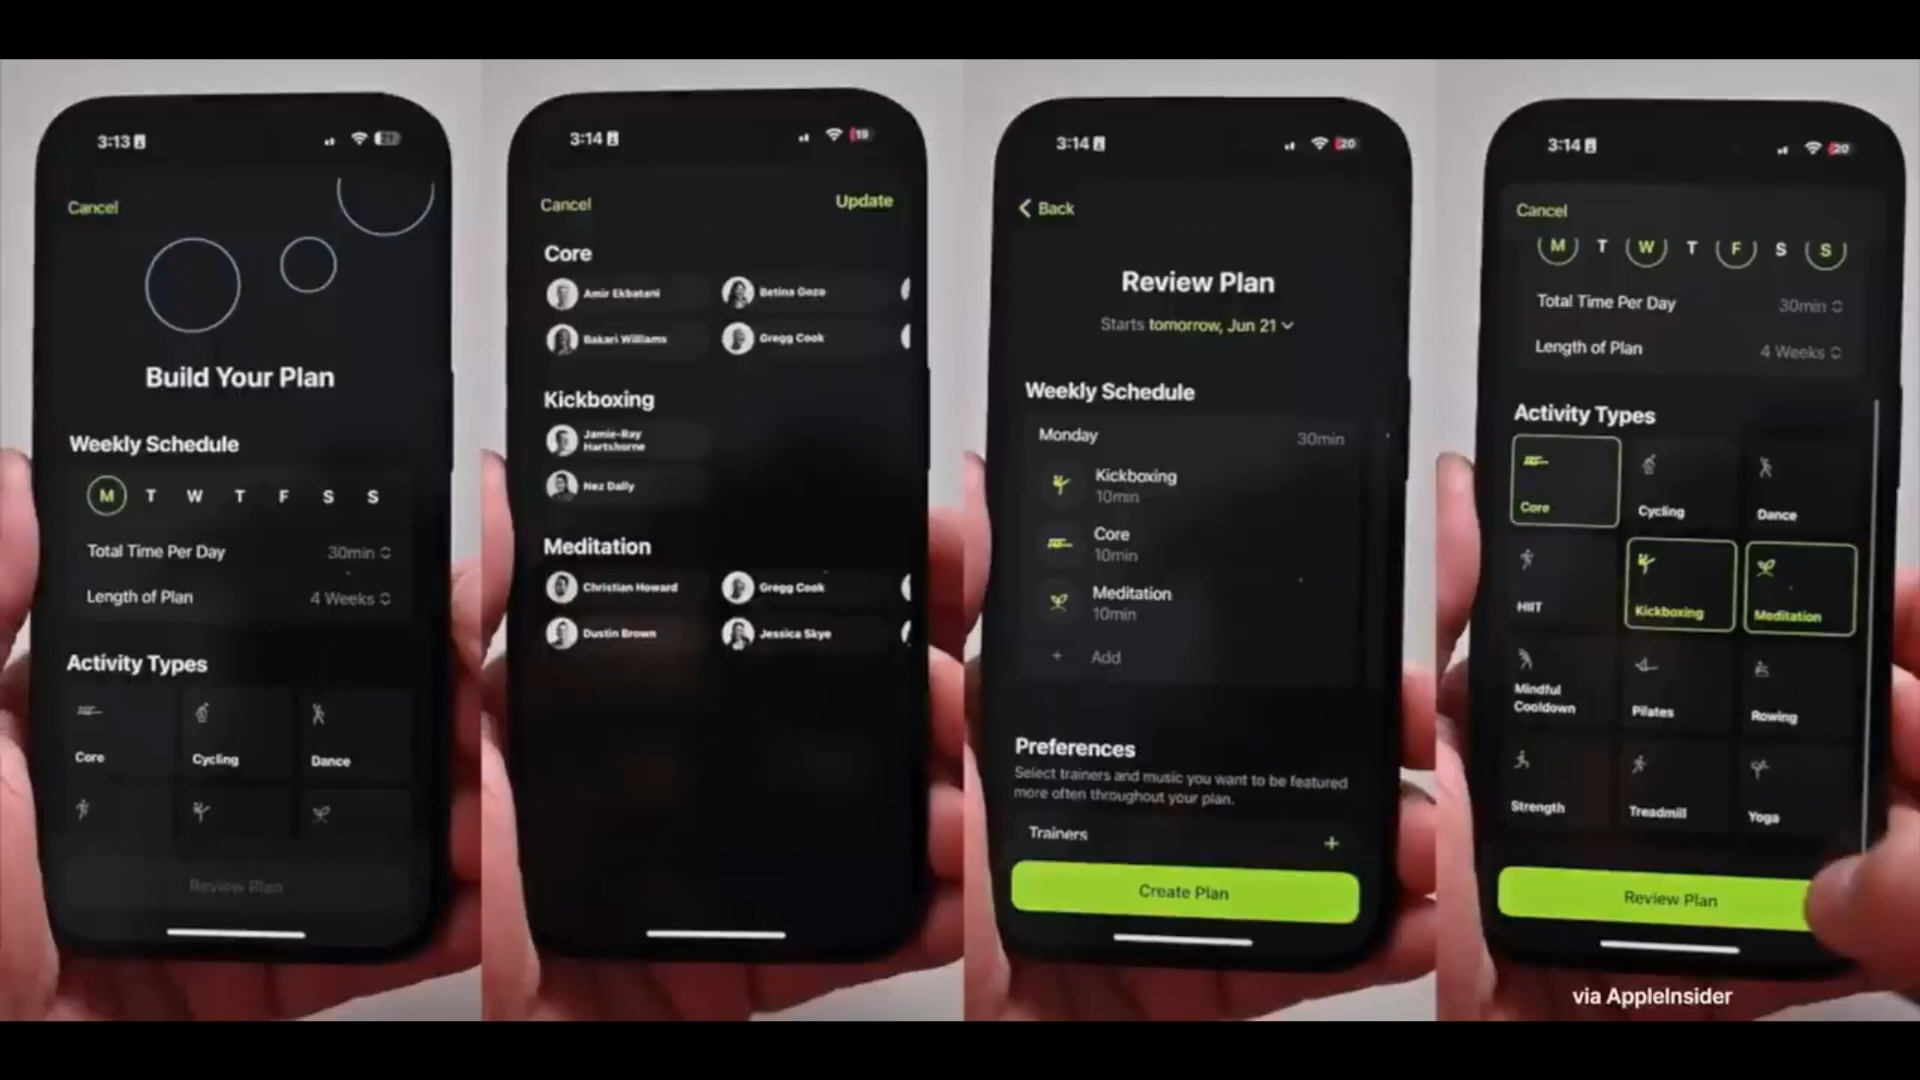 3:13
21
Cancel
Build Your Plan
Weekly Schedule
M T W T F S S
Total Time Per Day 30min
Length of Plan 4 Weeks
Activity Types
Core Cycling Dance
Review Plan
3:14
19
Cancel Update
Core
Amir Ekbatani Betina Gozo
Bakari Williams Gregg Cook
Kickboxing
Jamie-Ray
Hartshorne
Nez Dally
Meditation
Christian Howard Gregg Cook
Dustin Brown Jessica Skye
3:14
20
Back
Review Plan
Starts tomorrow, Jun 21
Weekly Schedule
Monday 30min
Kickboxing
10min
Core
10min
Meditation
10min
+ Add
Preferences
Select trainers and music you want to be featured
more often throughout your plan.
Trainers +
Create Plan
3:14
20
Cancel
M T W T F S S
Total Time Per Day 30min
Length of Plan 4 Weeks
Activity Types
Core Cycling Dance
HIIT Kickboxing Meditation
Mindful
Cooldown Pilates Rowing
Strength Treadmill Yoga
Review Plan
via AppleInsider